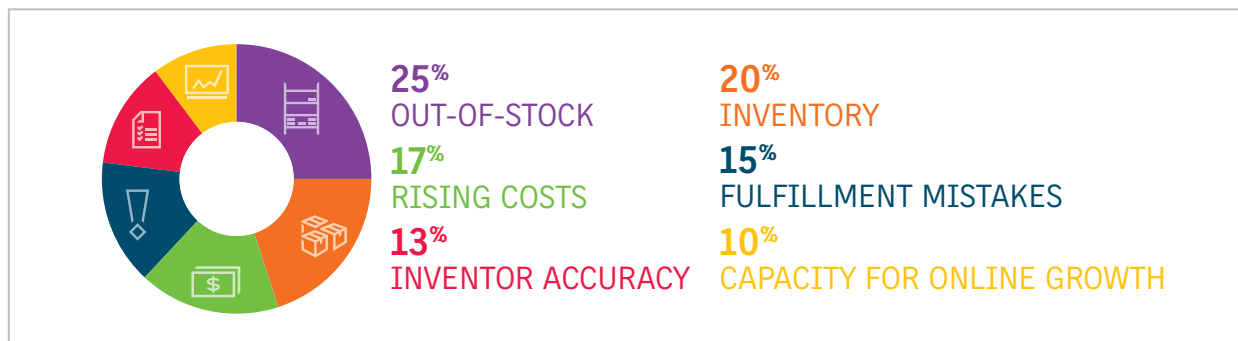 25%
OUT-OF-STOCK
20%
INVENTORY
17%
RISING COSTS
15%
FULFILLMENT MISTAKES
13%
INVENTOR ACCURACY
10%
CAPACITY FOR ONLINE GROWTH
$